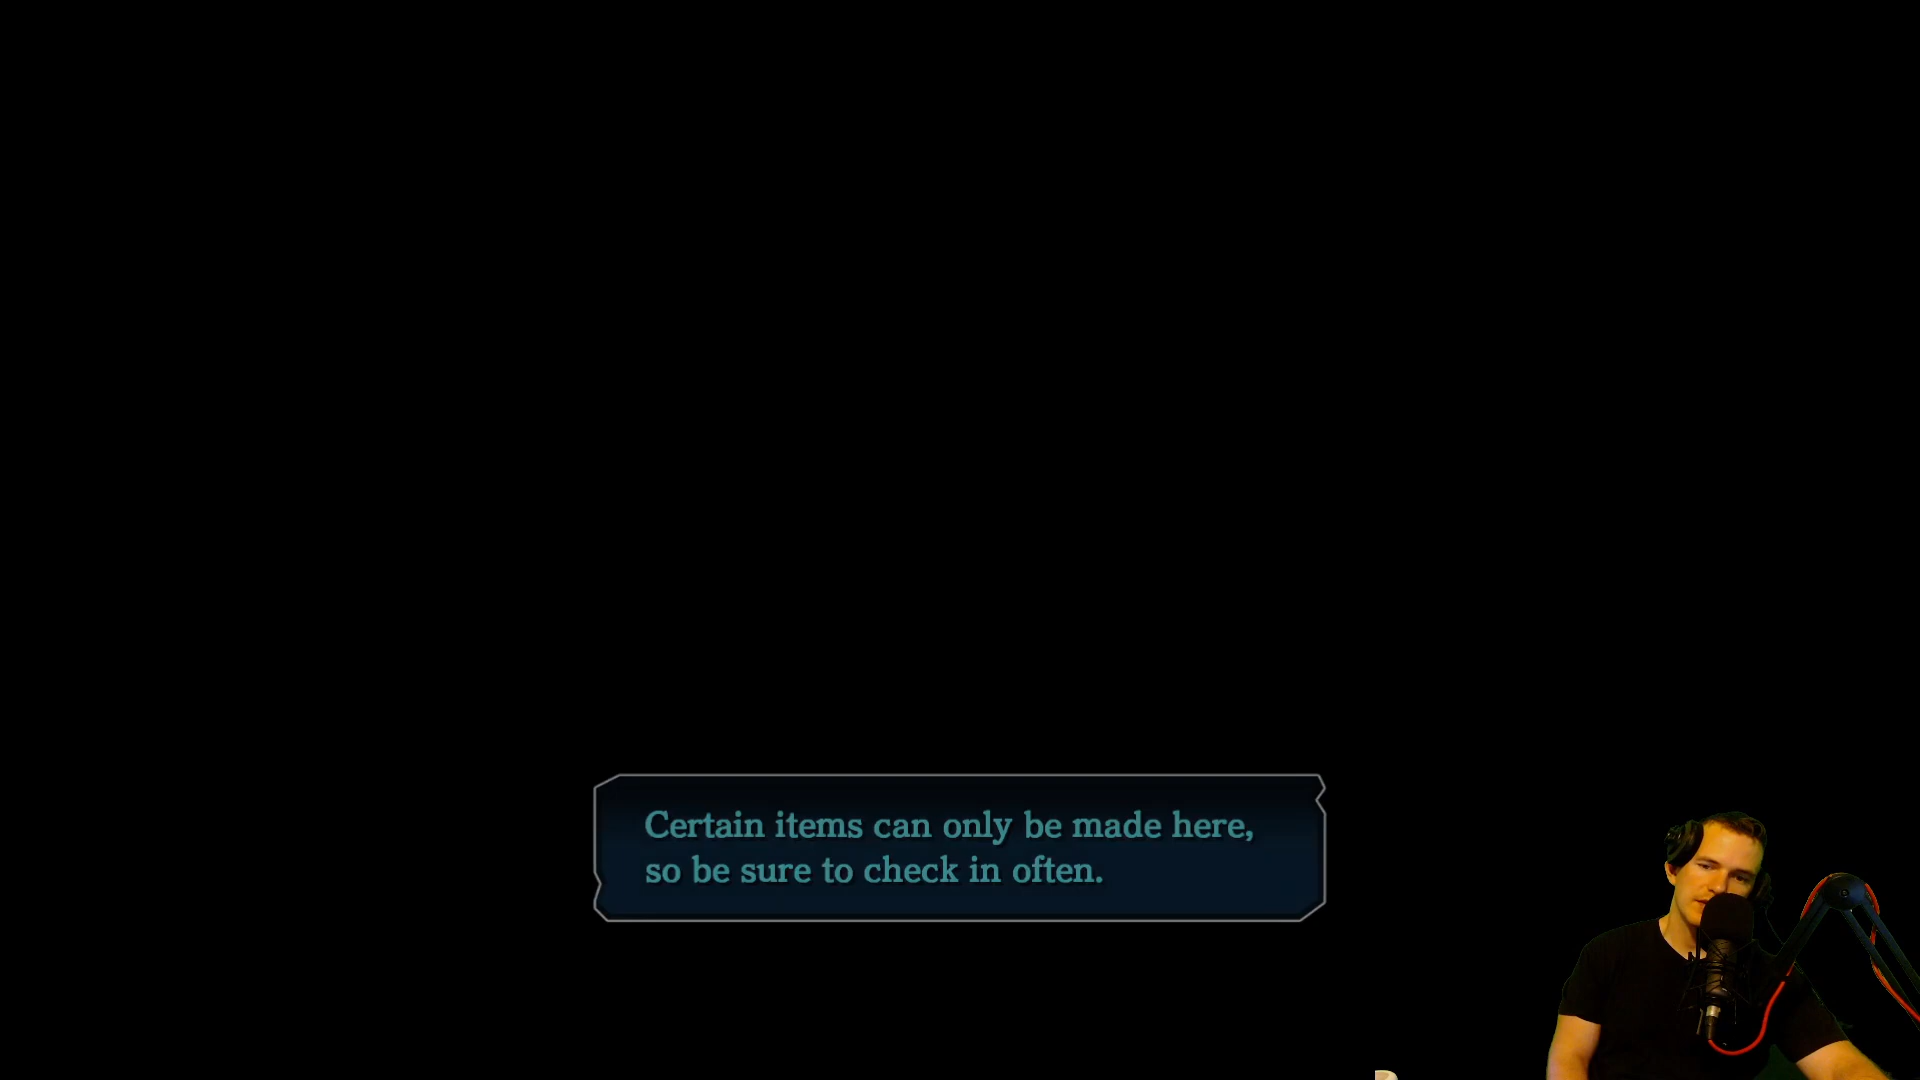 Certain items can only be made here,
so be sure to check in often.